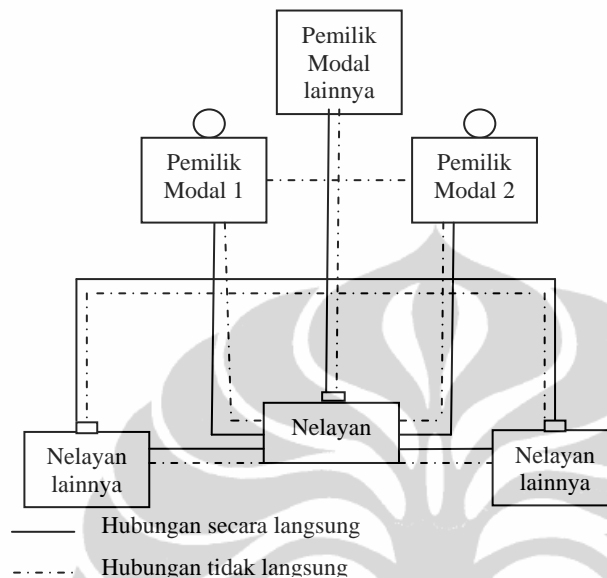 Pemilik
Modal
lainnya
Pemilik
Modal 1
Pemilik
Modal 2
Nelayan
Nelayan
lainnya
Nelayan
lainnya
Hubungan secara langsung
Hubungan tidak langsung